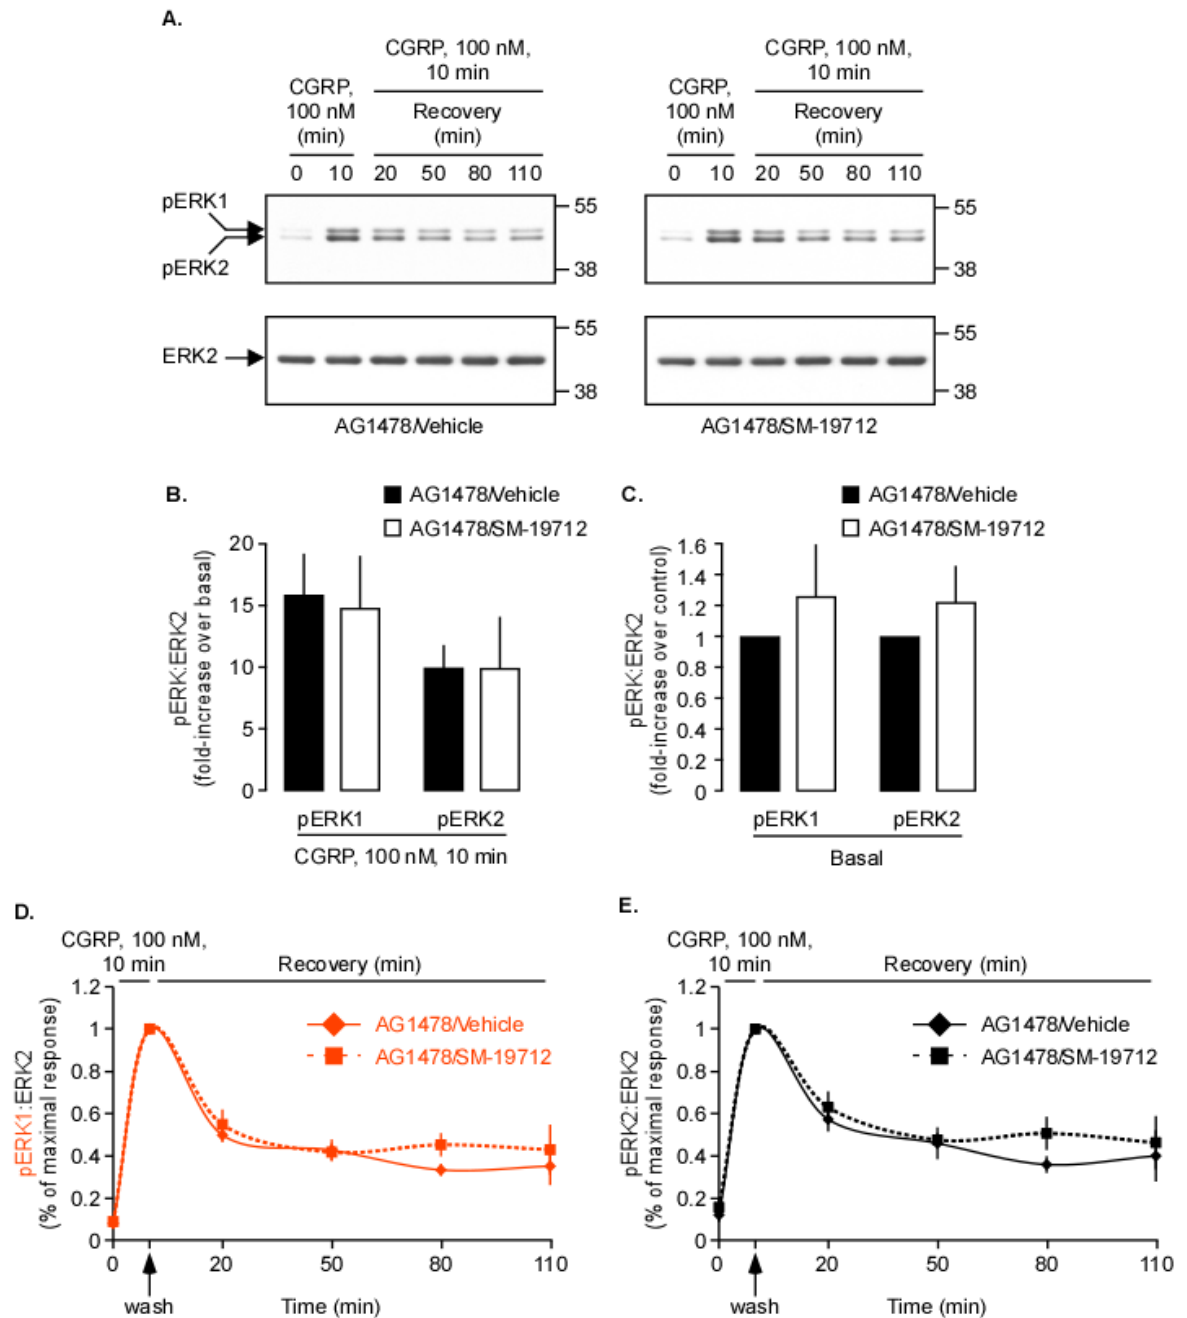 A.
CGRP, 100 nM,
10 min
CGRP,
100 nM
(min)
Recovery
(min)
0 10 20 50 80 110
pERK1
pERK2
55
38
ERK2
55
38
AG1478/Vehicle
CGRP, 100 nM,
10 min
CGRP,
100 nM
(min)
Recovery
(min)
0 10 20 50 80 110
55
38
55
38
AG1478/SM-19712
B.
AG1478/Vehicle
AG1478/SM-19712
pERK:ERK2
(fold-increase over basal)
20
15
10
5
0
pERK1 pERK2
CGRP, 100 nM, 10 min
C.
AG1478/Vehicle
AG1478/SM-19712
pERK:ERK2
(fold-increase over control)
1.6
1.4
1.2
1
0.8
0.6
0.4
0.2
0
pERK1 pERK2
Basal
D.
CGRP, 100 nM,
10 min Recovery (min)
AG1478/Vehicle
AG1478/SM-19712
pERK1:ERK2
(% of maximal response)
1.2
1
0.8
0.6
0.4
0.2
0
0 20 50 80 110
wash Time (min)
E.
CGRP, 100 nM,
10 min Recovery (min)
AG1478/Vehicle
AG1478/SM-19712
pERK2:ERK2
(% of maximal response)
1.2
1
0.8
0.6
0.4
0.2
0
0 20 50 80 110
wash Time (min)